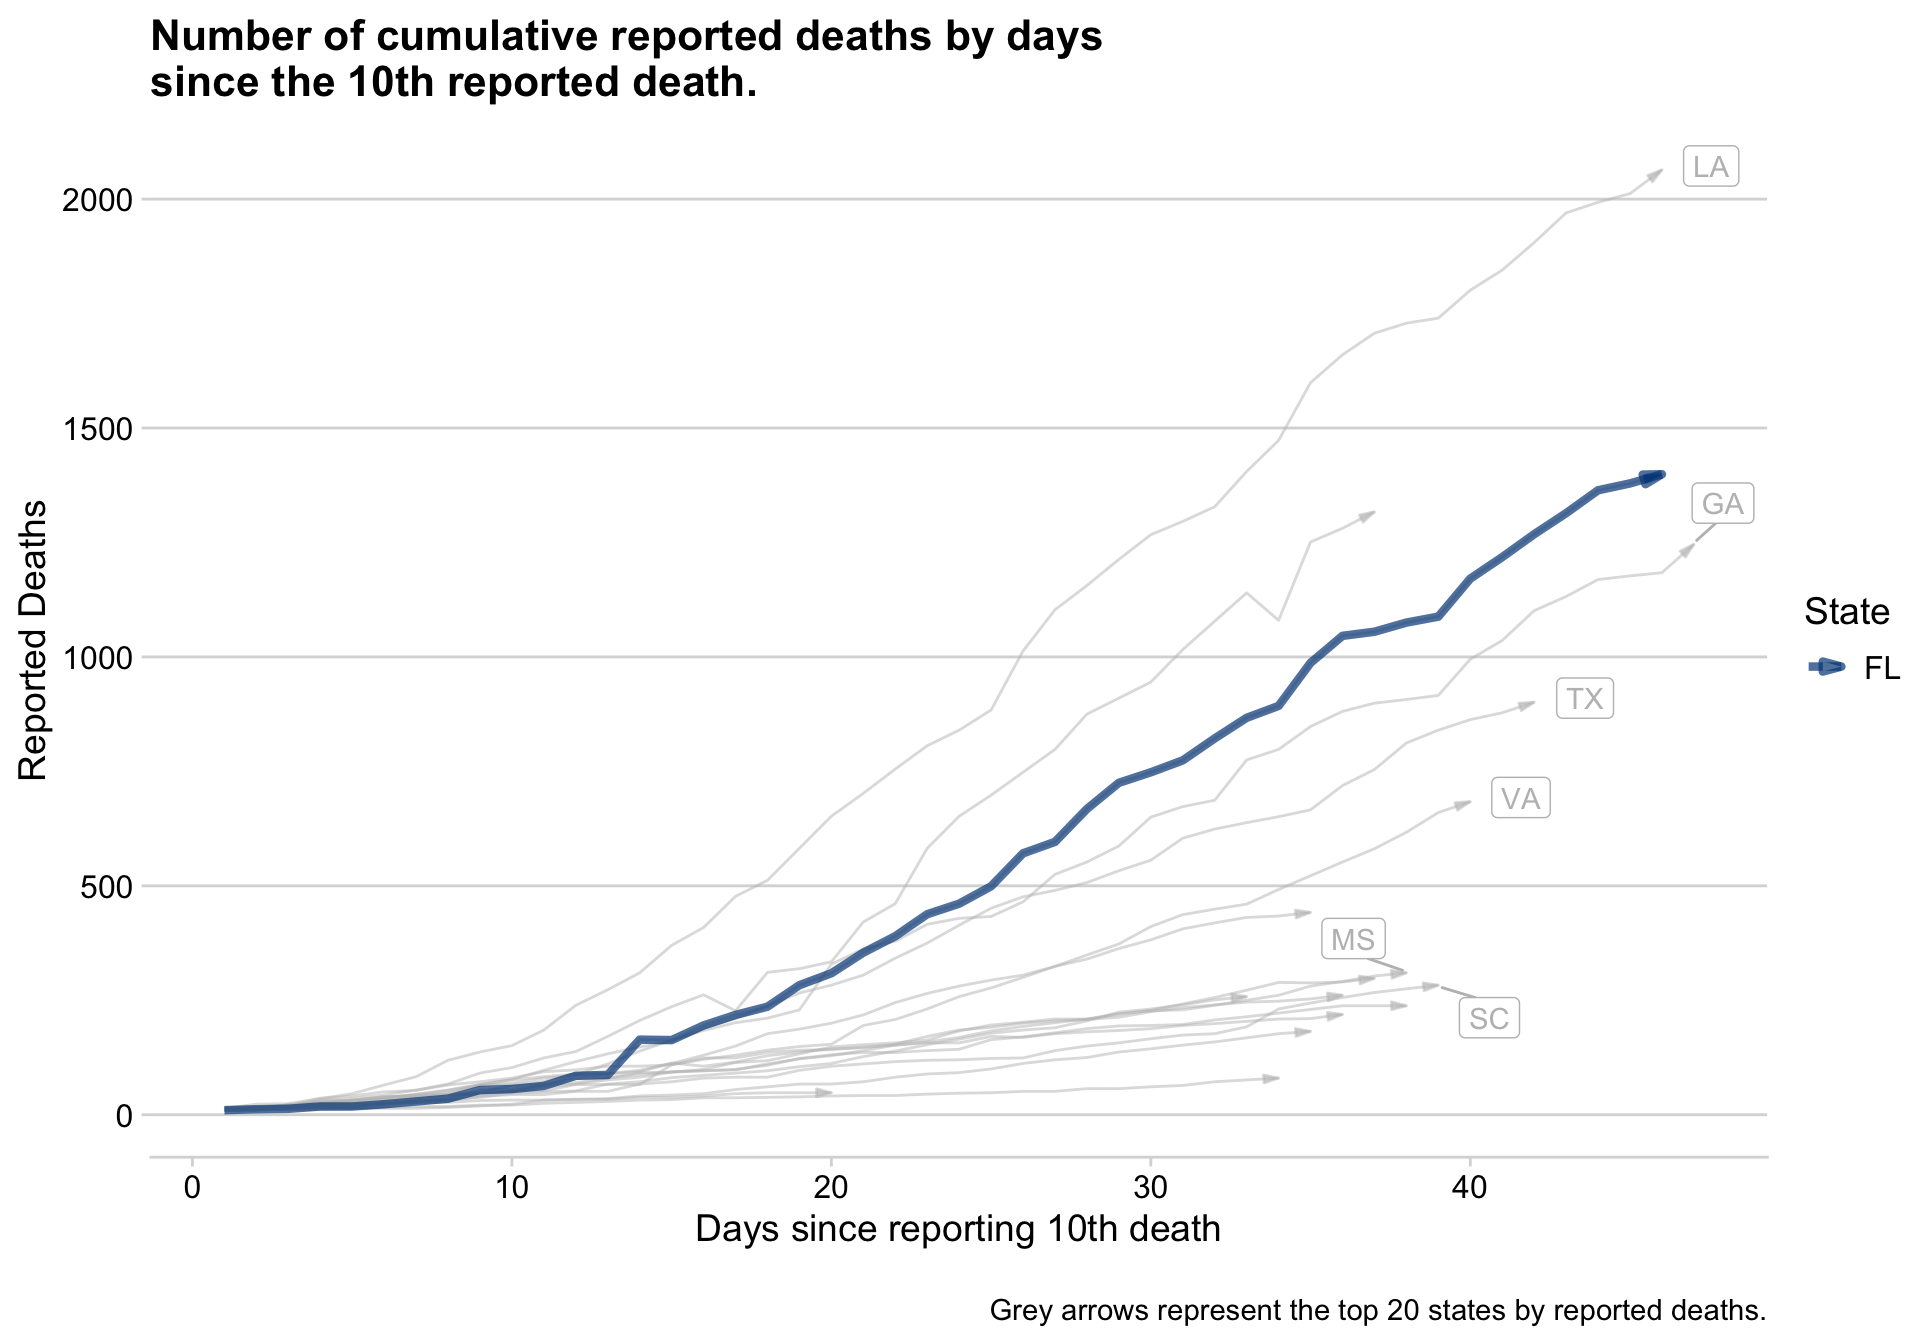 Number of cumulative reported deaths by days
since the 10th reported death.
LA
2000
1500
GA
Reported Deaths
State
FL
1000
TX
VA
500
MS
SC
0
0 10 20 30 40
Days since reporting 10th death
Grey arrows represent the top 20 states by reported deaths.